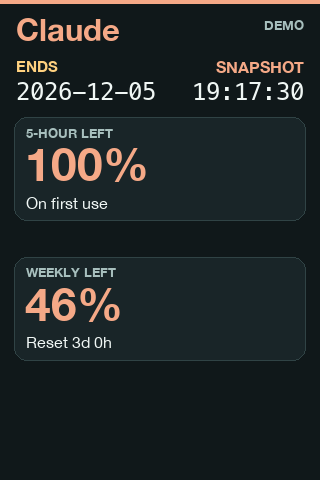 Claude DEMO
ENDS SNAPSHOT
2026-12-05 19:17:30
5-HOUR LEFT
100%
On first use
WEEKLY LEFT
46%
Reset 3d 0h